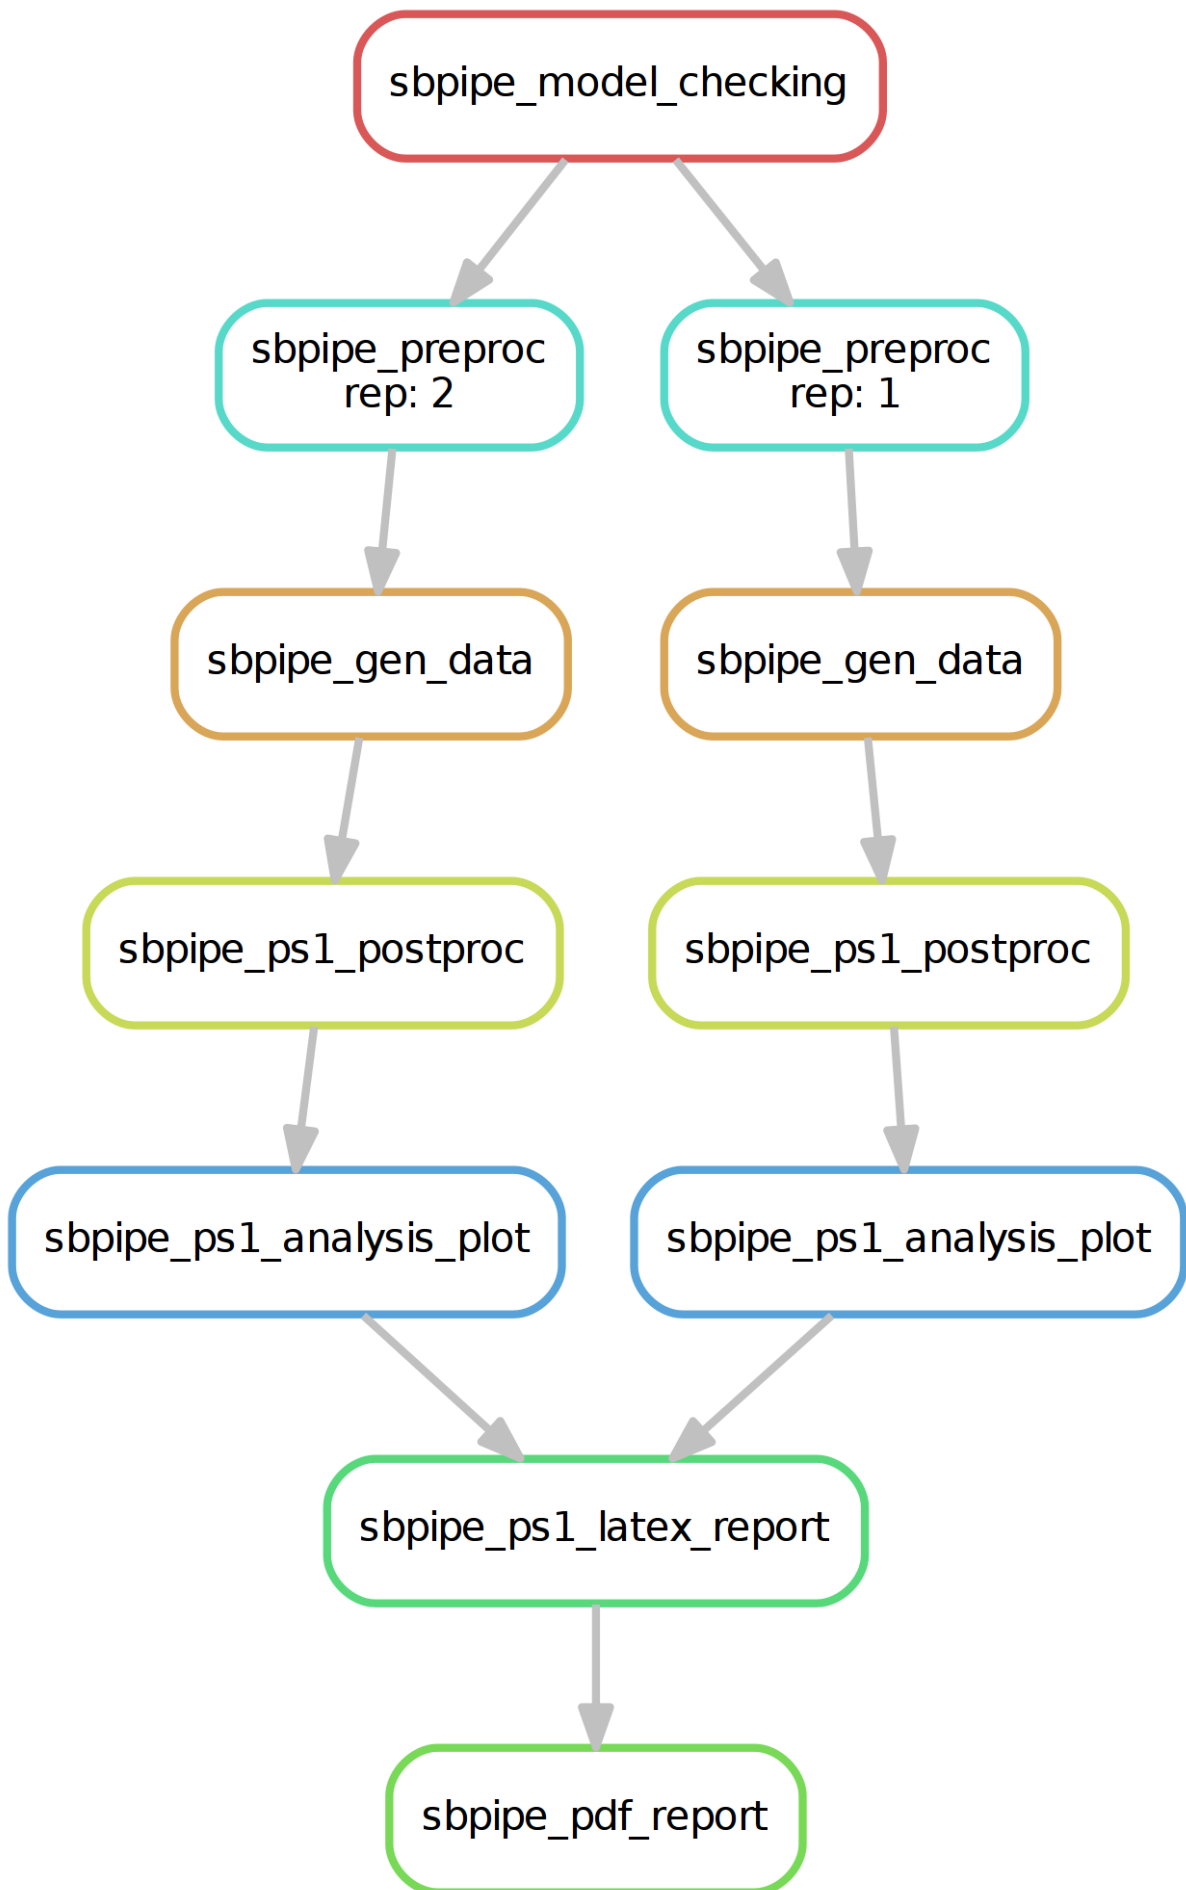 sbpipe_model_checking
sbpipe_preproc
rep: 2
sbpipe_preproc
rep: 1
sbpipe_gen_data
sbpipe_gen_data
sbpipe_ps1_postproc
sbpipe_ps1_postproc
sbpipe_ps1_analysis_plot
sbpipe_ps1_analysis_plot
sbpipe_ps1_latex_report
sbpipe_pdf_report